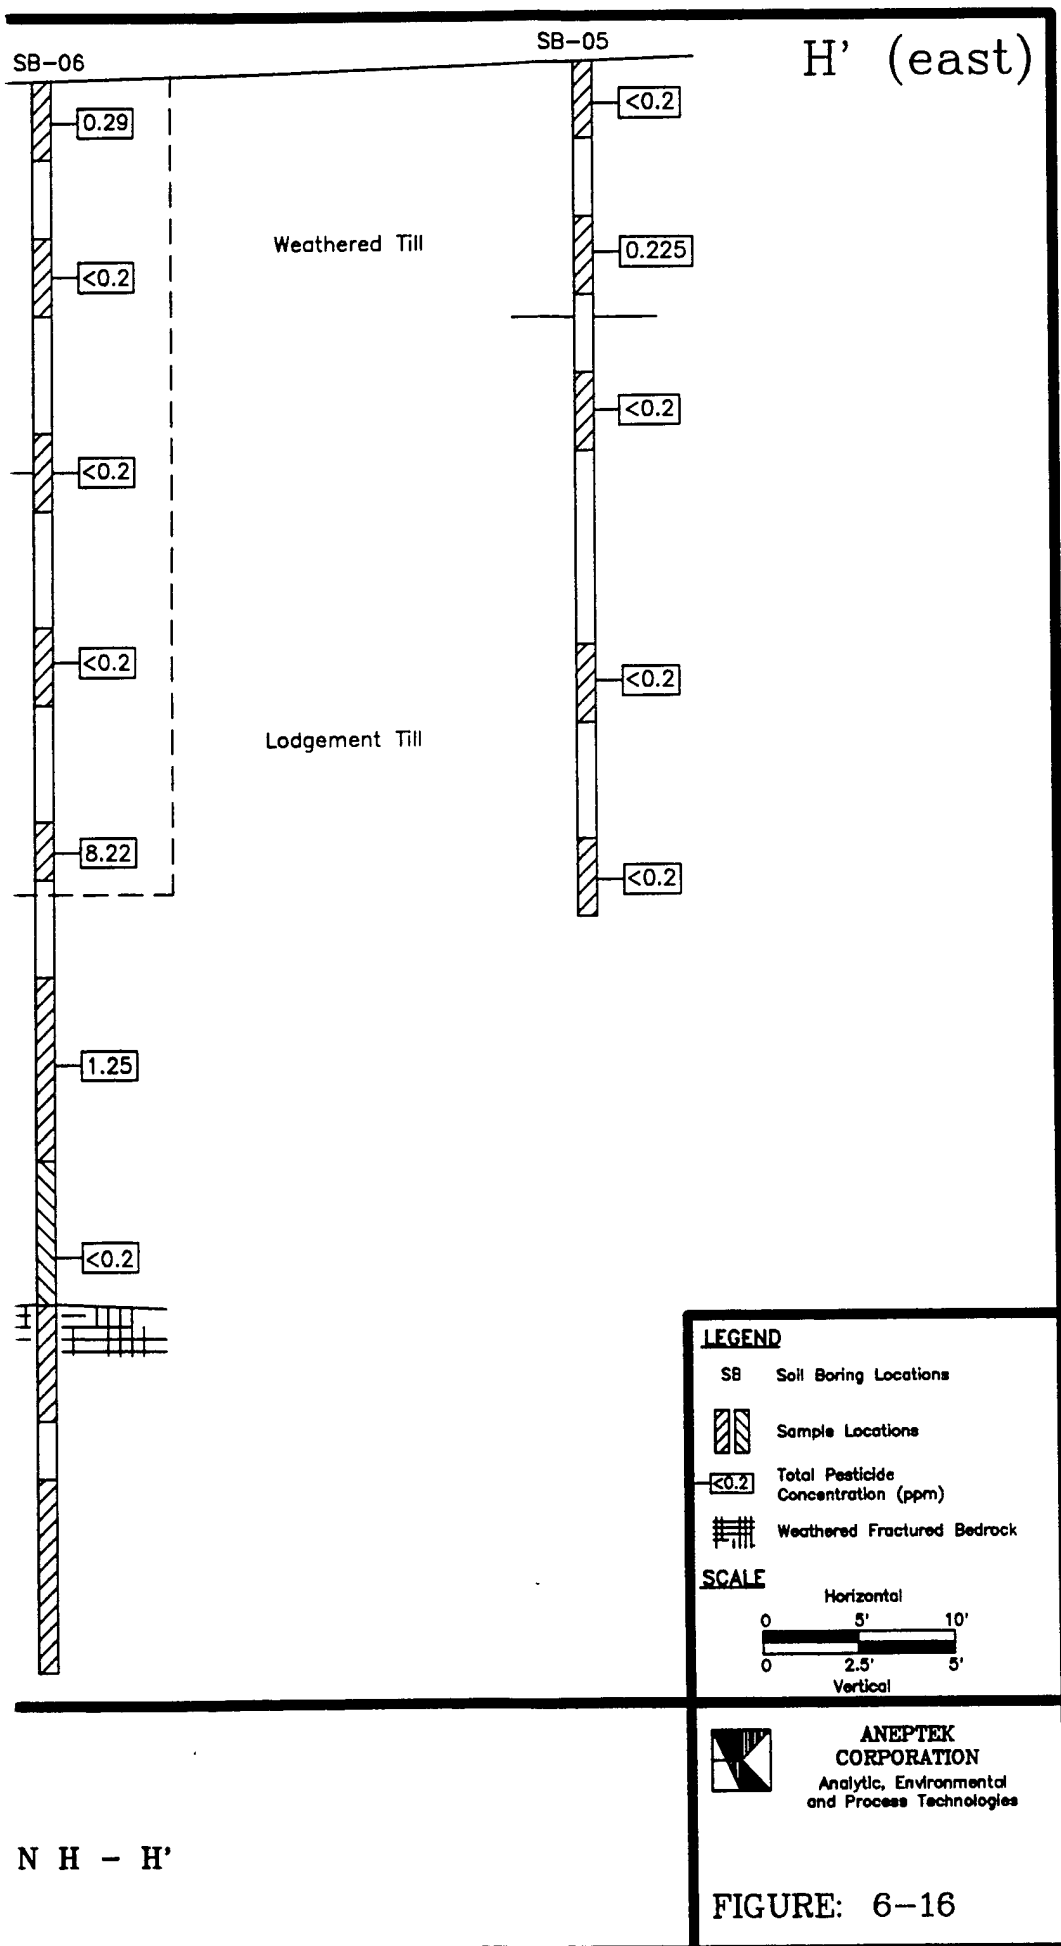 SB-06
SB-05
H' (east)
0.29
<0.2
Weathered Till
<0.2
0.225
<0.2
<0.2
<0.2
<0.2
Lodgement Till
8.22
<0.2
1.25
<0.2
LEGEND
SB Soil Boring Locations
Sample Locations
<0.2 Total Pesticide
Concentration (ppm)
Weathered Fractured Bedrock
SCALE
Horizontal
0 5' 10'
0 2.5' 5'
Vertical
ANEPTEK
CORPORATION
Analytic, Environmental
and Process Technologies
N H - H'
FIGURE: 6-16